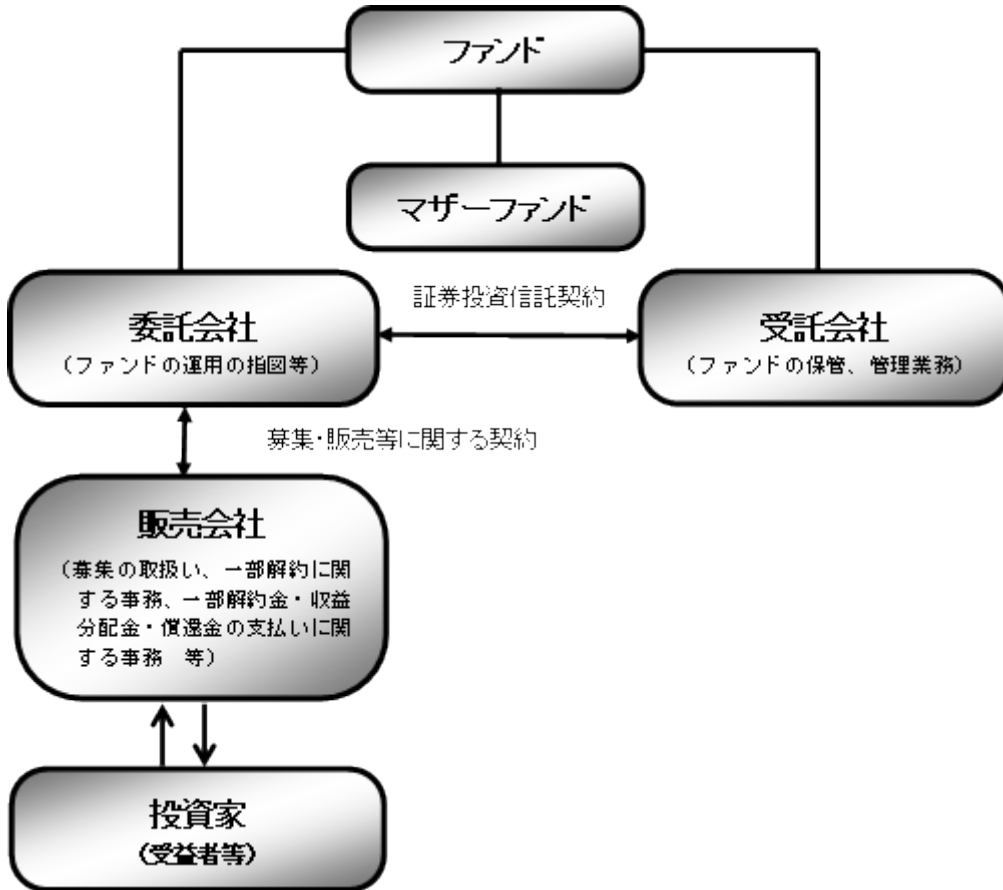 ファンド
マザーファンド
委託会社
（ファンドの運用の指図等）
証券投資信託契約
受託会社
（ファンドの保管、管理業務）
募集・販売等に関する契約
販売会社
（募集の取扱い、一部解約に関
する事務、一部解約金・収益
分配金・償還金の支払いに関
する事務　等）
投資家
（受益者等）